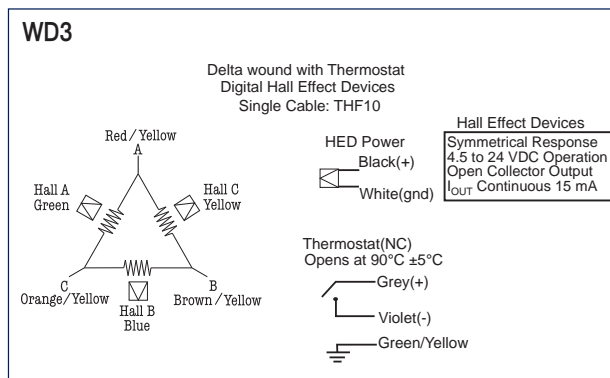 WD3
Delta wound with Thermostat
Digital Hall Effect Devices
Single Cable: THF10
Red/Yellow
A
Hall A
Green
Hall C
Yellow
C
Orange/Yellow
Hall B
Blue
B
Brown/Yellow
HED Power
Black(+)
White(gnd)
Hall Effect Devices
Symmetrical Response
4.5 to 24 VDC Operation
Open Collector Output
IOUT Continuous 15 mA
Thermostat(NC)
Opens at 90°C ±5°C
Grey(+)
Violet(-)
Green/Yellow